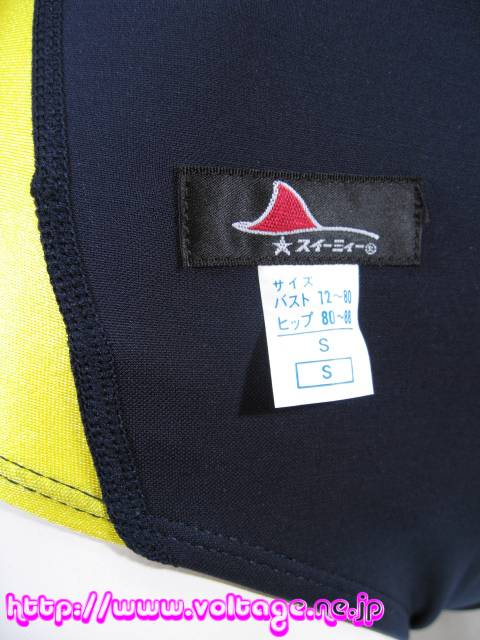 ★スイーミィー®
サイズ
バスト 72～80
ヒップ 80～88
S
S
http://www.voltage.ne.jp